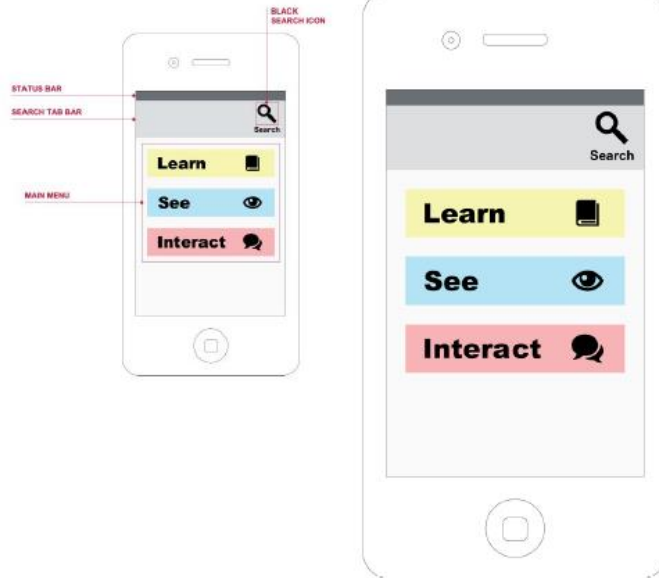 BLACK
SEARCH ICON
STATUS BAR
SEARCH TAB BAR
Search
MAIN MENU
Learn
See
Interact
Search
Learn
See
Interact